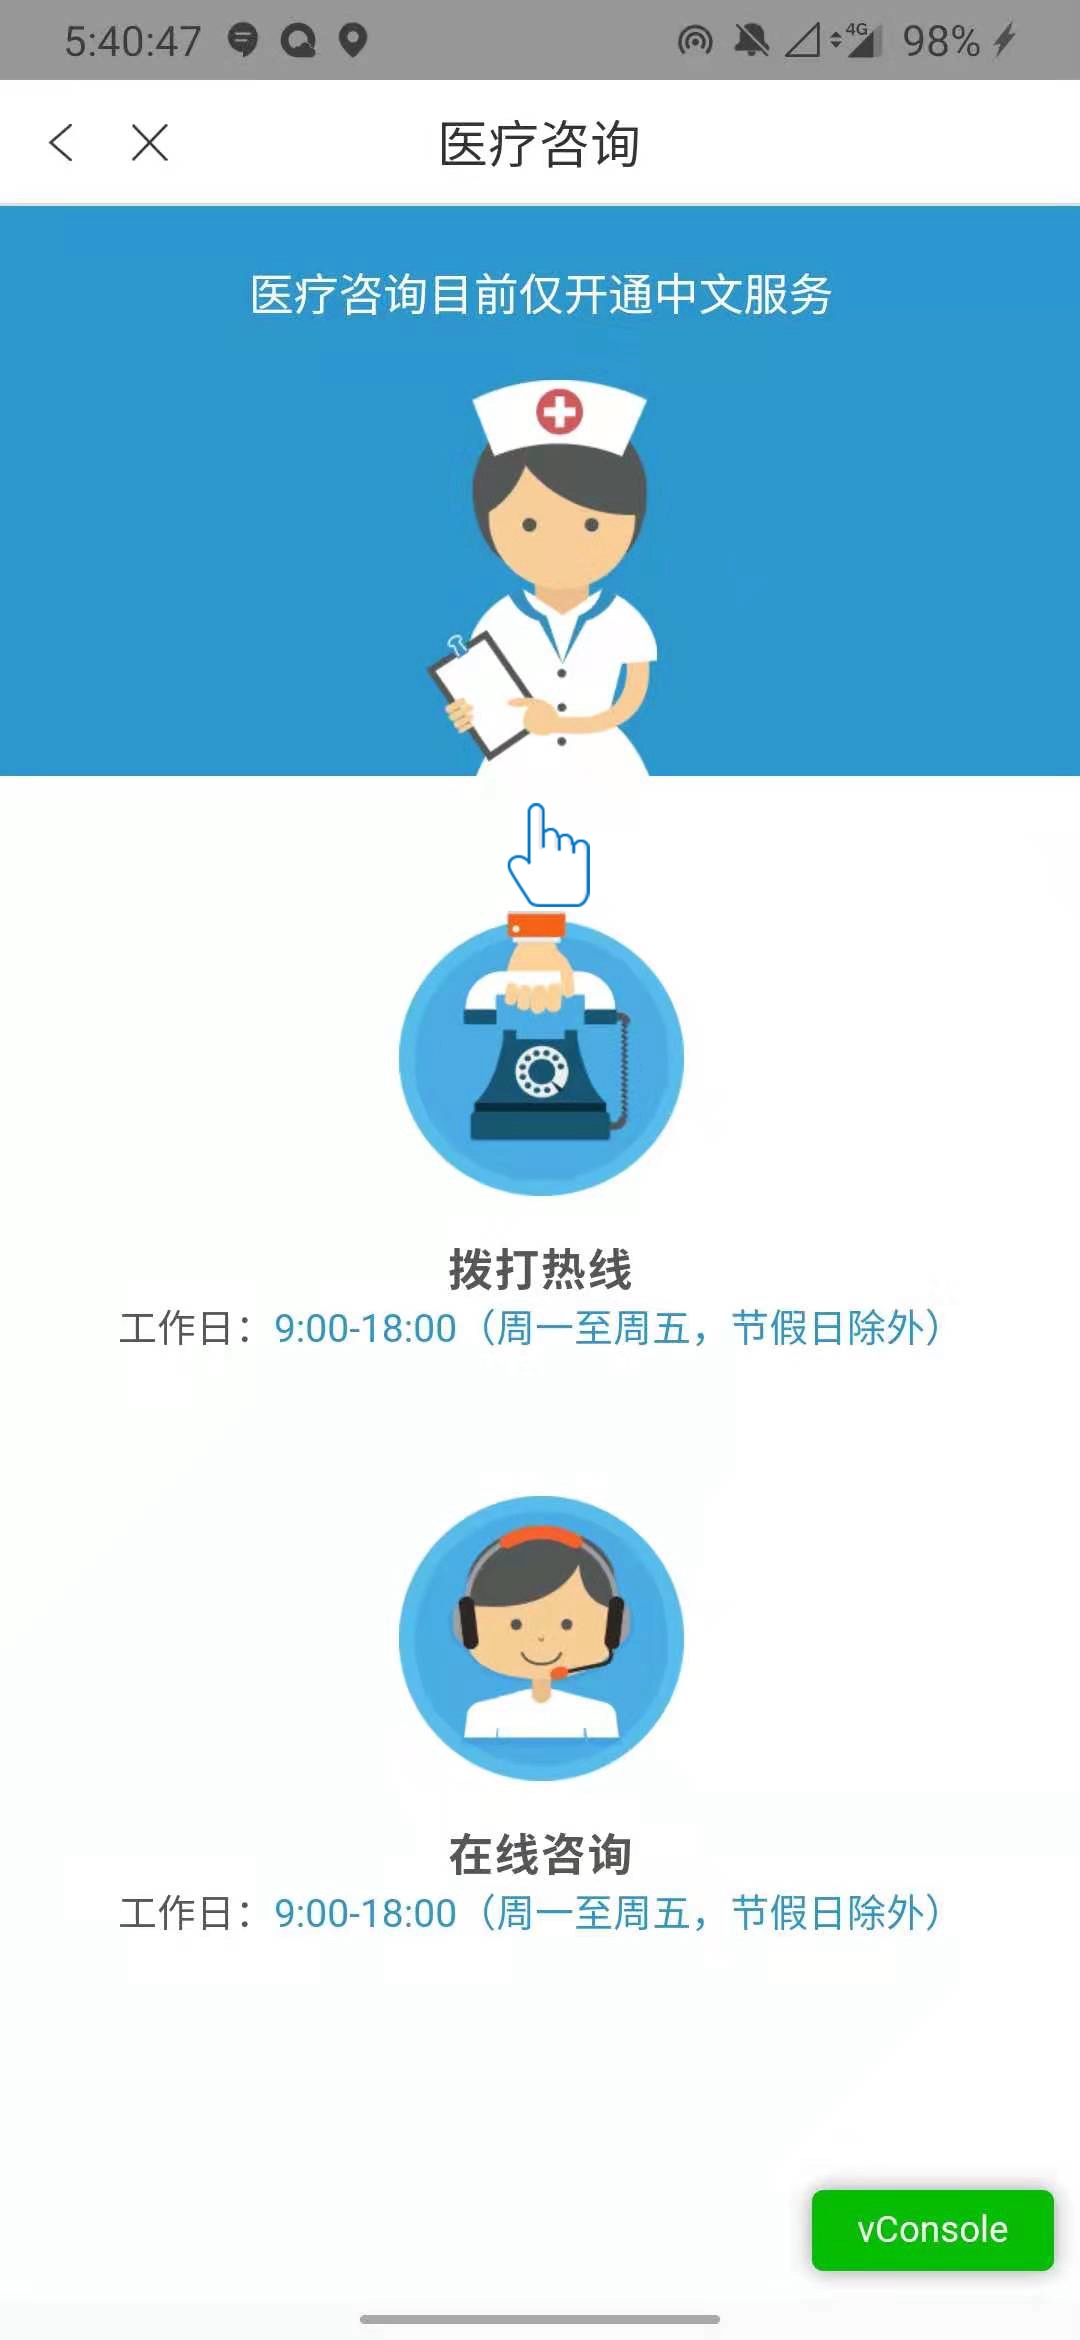 5:40:47 4G 98%
医疗咨询
医疗咨询目前仅开通中文服务
拨打热线
工作日：9:00-18:00（周一至周五，节假日除外）
在线咨询
工作日：9:00-18:00（周一至周五，节假日除外）
vConsole